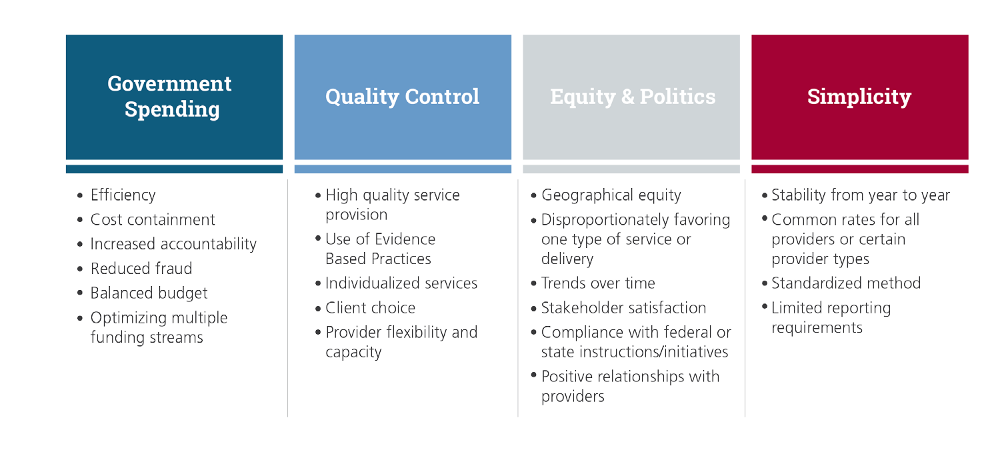 Government
Spending
Quality Control
Equity & Politics
Simplicity
• Efficiency
• Cost containment
• Increased accountability
• Reduced fraud
• Balanced budget
• Optimizing multiple
funding streams
• High quality service
provision
• Use of Evidence
Based Practices
• Individualized services
• Client choice
• Provider flexibility and
capacity
• Geographical equity
• Disproportionately favoring
one type of service or
delivery
• Trends over time
• Stakeholder satisfaction
• Compliance with federal or
state instructions/initiatives
• Positive relationships with
providers
• Stability from year to year
• Common rates for all
providers or certain
provider types
• Standardized method
• Limited reporting
requirements